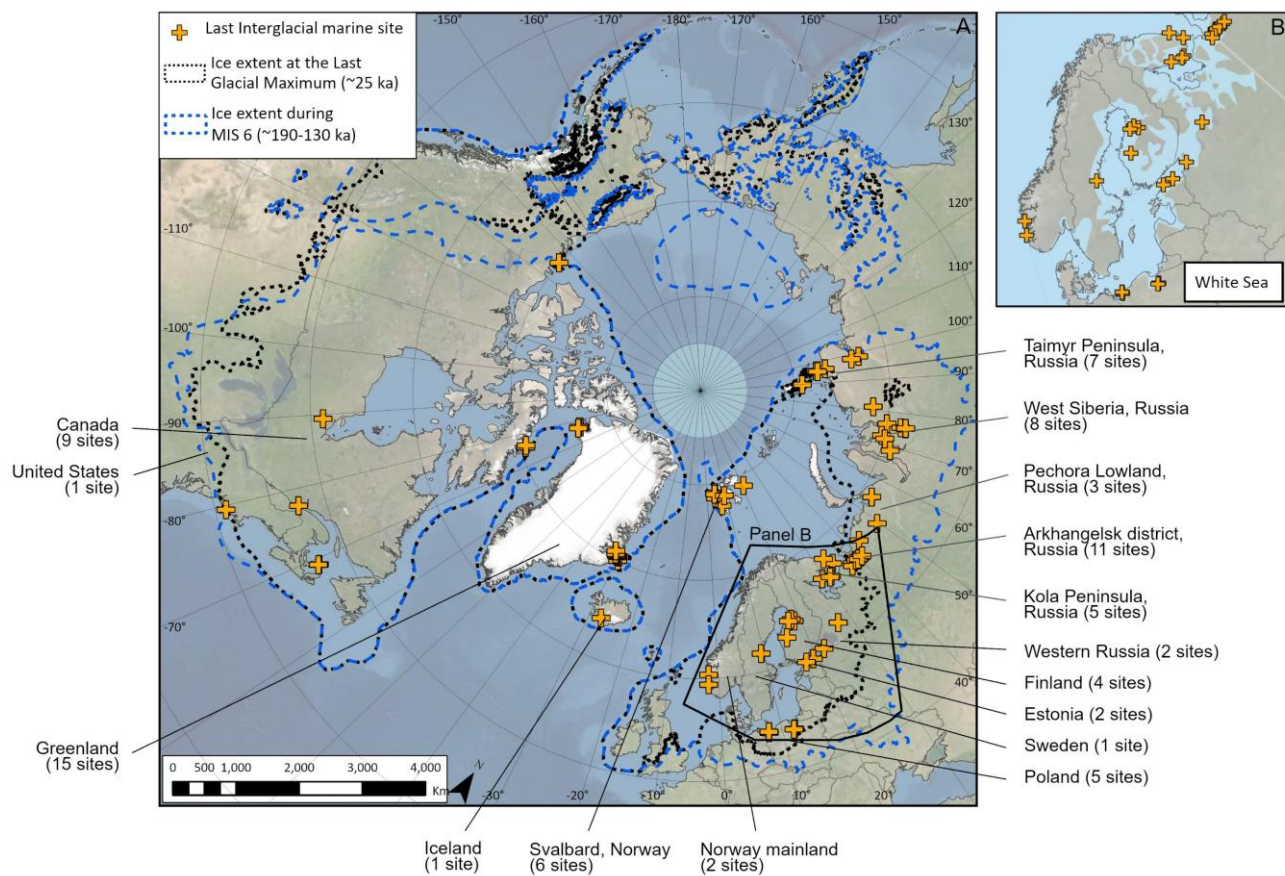 Last Interglacial marine site
Ice extent at the Last
Glacial Maximum (~25 ka)
Ice extent during
MIS 6 (~190-130 ka)
A
B
White Sea
-150°
-160°
-170°
180°
170°
160°
150°
-140°
-130°
-120°
-110°
-100°
-90°
-80°
-70°
130°
120°
110°
100°
90°
80°
70°
60°
50°
40°
-30°
-20°
-10°
0°
10°
20°
Panel B
Canada
(9 sites)
United States
(1 site)
Greenland
(15 sites)
Iceland
(1 site)
Svalbard, Norway
(6 sites)
Norway mainland
(2 sites)
Taimyr Peninsula,
Russia (7 sites)
West Siberia, Russia
(8 sites)
Pechora Lowland,
Russia (3 sites)
Arkhangelsk district,
Russia (11 sites)
Kola Peninsula,
Russia (5 sites)
Western Russia (2 sites)
Finland (4 sites)
Estonia (2 sites)
Sweden (1 site)
Poland (5 sites)
0 500 1,000 2,000 3,000 4,000
Km
N